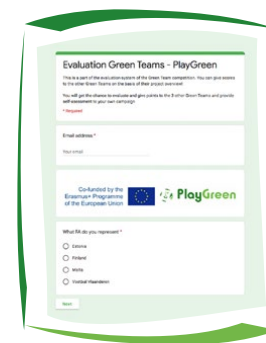 Evaluation Green Teams - PlayGreen
This is a part of the evaluation system of the Green Team competition. You can give scores
to the other Green Teams on the basis of their project overview!
You will get the chance to evaluate and give points to the 3 other Green Teams and provide
self-assessment to your own campaign
* Required
Email address *
Your email
Co-funded by the
Erasmus+ Programme
of the European Union
PlayGreen
What FA do you represent *
Estonia
Finland
Malta
Voetbal Vlaanderen
Next